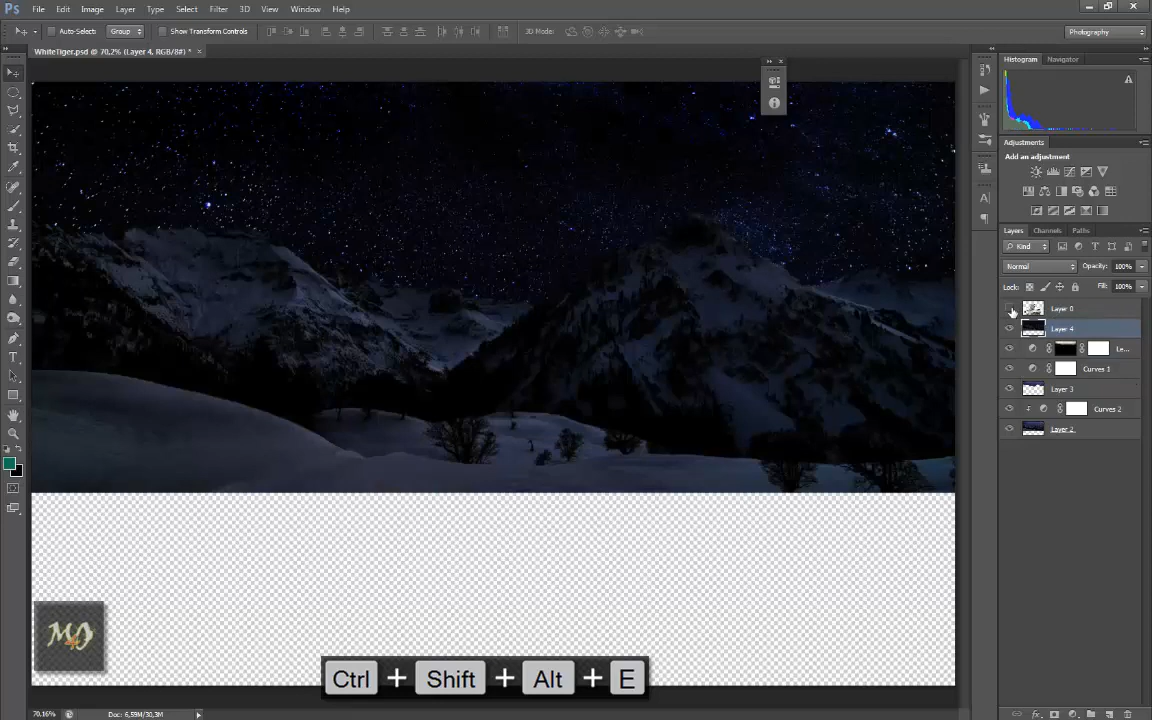 Ps File Edit Image Layer Type Select Filter 3D View Window Help
Auto-Select: Group Show Transform Controls 3D Mode: Photography
WhiteTiger.psd @ 70,2% (Layer 4, RGB/8#) * ×
Histogram Navigator
Adjustments
Add an adjustment
Layers Channels Paths
Kind
Normal Opacity: 100%
Lock: Fill: 100%
Layer 0
Layer 4
Le...
Curves 1
Layer 3
Curves 2
Layer 2
Ctrl + Shift + Alt + E
70.16% Doc: 6,59M/30,3M